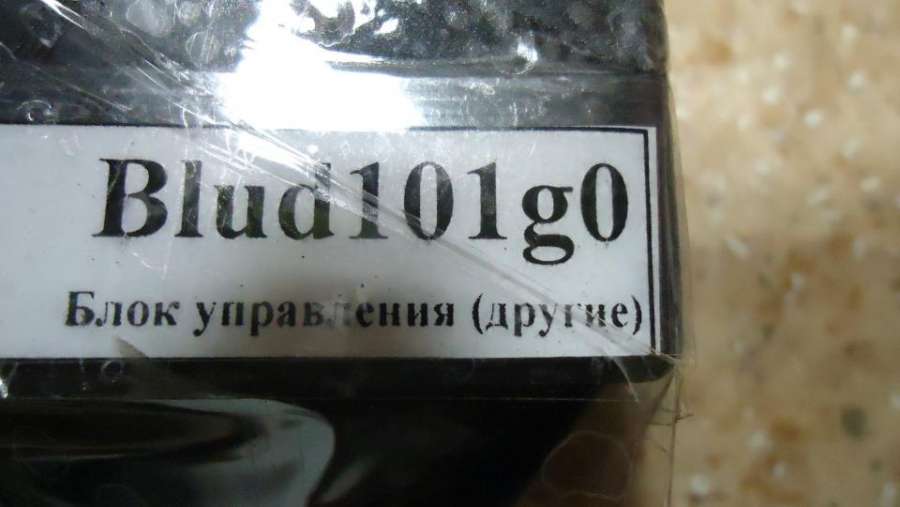 Blud101g0
Блок управления (другие)